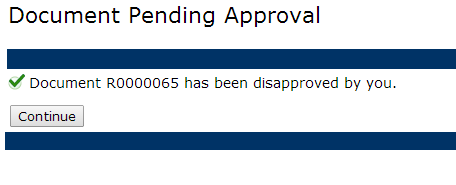 Document Pending Approval
Document R0000065 has been disapproved by you.
Continue